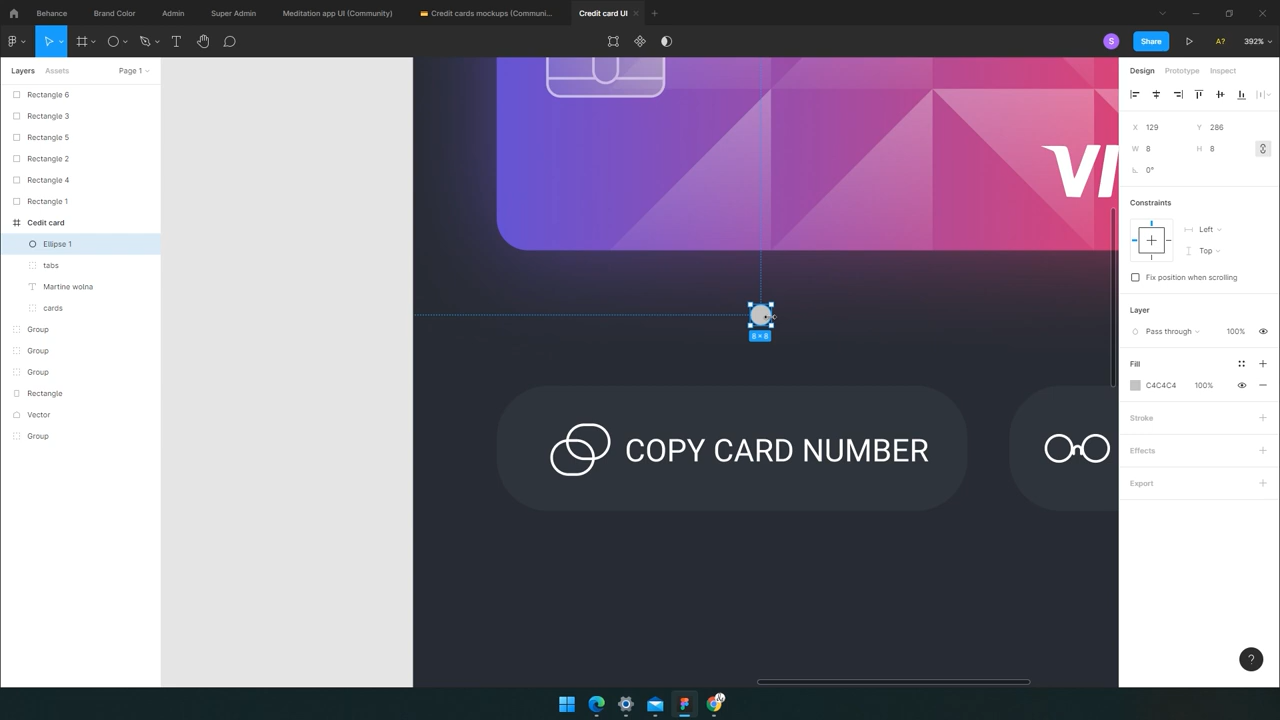 Behance
Brand Color
Admin
Super Admin
Meditation app UI (Community)
Credit cards mockups (Communi...
Credit card UI
Share
A?
392%
S
Layers
Assets
Page 1
Rectangle 6
Rectangle 3
Rectangle 5
Rectangle 2
Rectangle 4
Rectangle 1
Cedit card
Ellipse 1
tabs
Martine wolna
cards
Group
Group
Group
Rectangle
Vector
Group
8 × 8
COPY CARD NUMBER
Design
Prototype
Inspect
X 129
Y 286
W 8
H 8
0°
Constraints
Left
Top
Fix position when scrolling
Layer
Pass through
100%
Fill
C4C4C4
100%
Stroke
Effects
Export
?